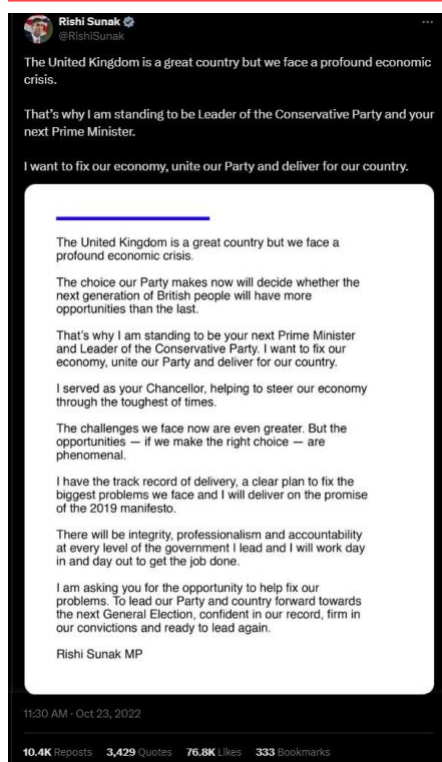 Rishi Sunak
@RishiSunak
The United Kingdom is a great country but we face a profound economic
crisis.
That's why I am standing to be Leader of the Conservative Party and your
next Prime Minister.
I want to fix our economy, unite our Party and deliver for our country.
The United Kingdom is a great country but we face a
profound economic crisis.
The choice our Party makes now will decide whether the
next generation of British people will have more
opportunities than the last.
That's why I am standing to be your next Prime Minister
and Leader of the Conservative Party. I want to fix our
economy, unite our Party and deliver for our country.
I served as your Chancellor, helping to steer our economy
through the toughest of times.
The challenges we face now are even greater. But the
opportunities — if we make the right choice — are
phenomenal.
I have the track record of delivery, a clear plan to fix the
biggest problems we face and I will deliver on the promise
of the 2019 manifesto.
There will be integrity, professionalism and accountability
at every level of the government I lead and I will work day
in and day out to get the job done.
I am asking you for the opportunity to help fix our
problems. To lead our Party and country forward towards
the next General Election, confident in our record, firm in
our convictions and ready to lead again.
Rishi Sunak MP
11:30 AM · Oct 23, 2022
10.4K Reposts 3,429 Quotes 76.8K Likes 333 Bookmarks